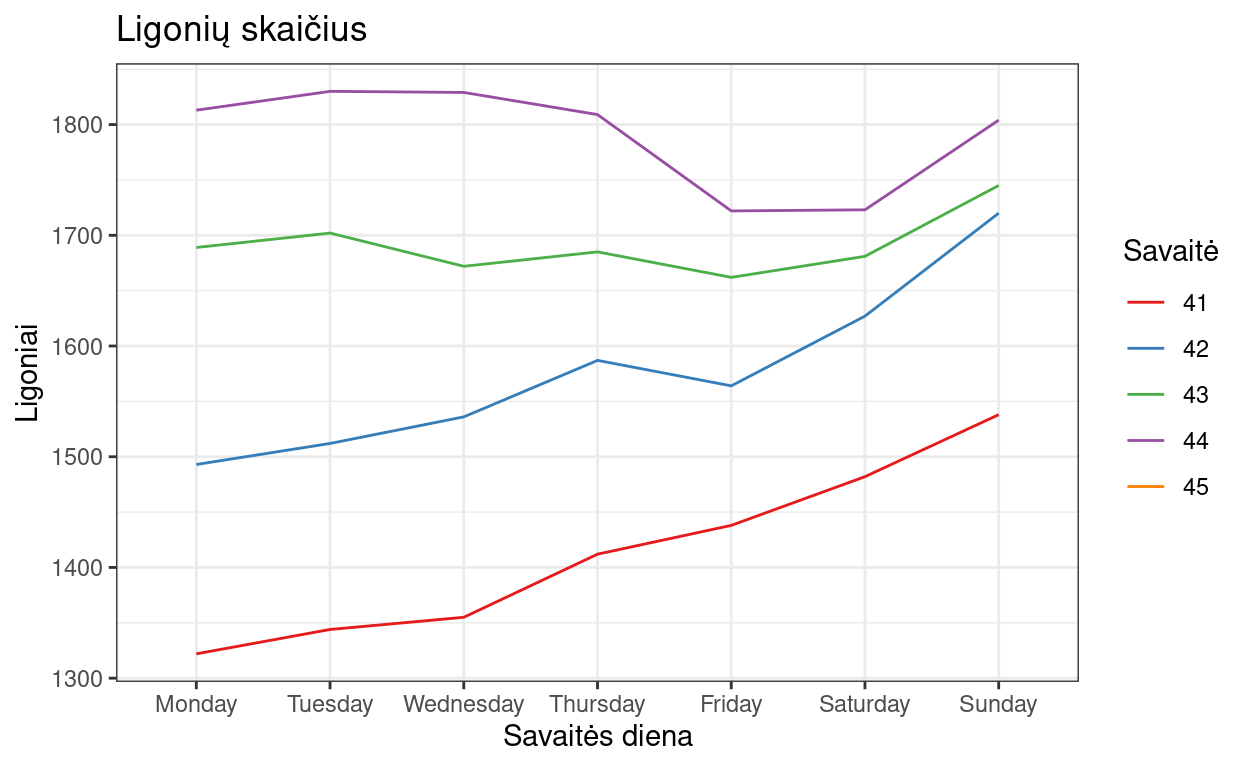 Ligonių skaičius
Ligoniai
1800
1700
1600
1500
1400
1300
Monday Tuesday Wednesday Thursday Friday Saturday Sunday
Savaitės diena
Savaitė
41
42
43
44
45